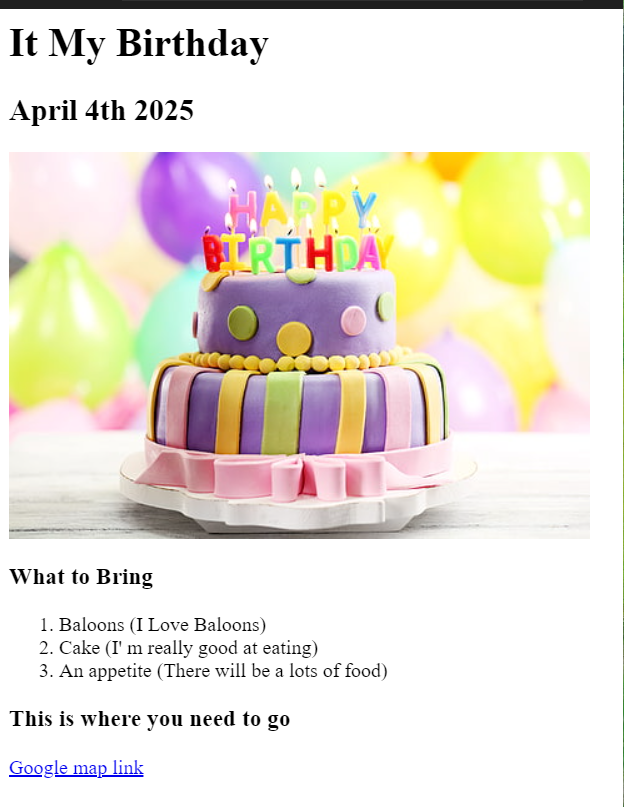 It My Birthday
April 4th 2025
HAPPY
BIRTHDAY
What to Bring
1. Baloons (I Love Baloons)
2. Cake (I' m really good at eating)
3. An appetite (There will be a lots of food)
This is where you need to go
Google map link